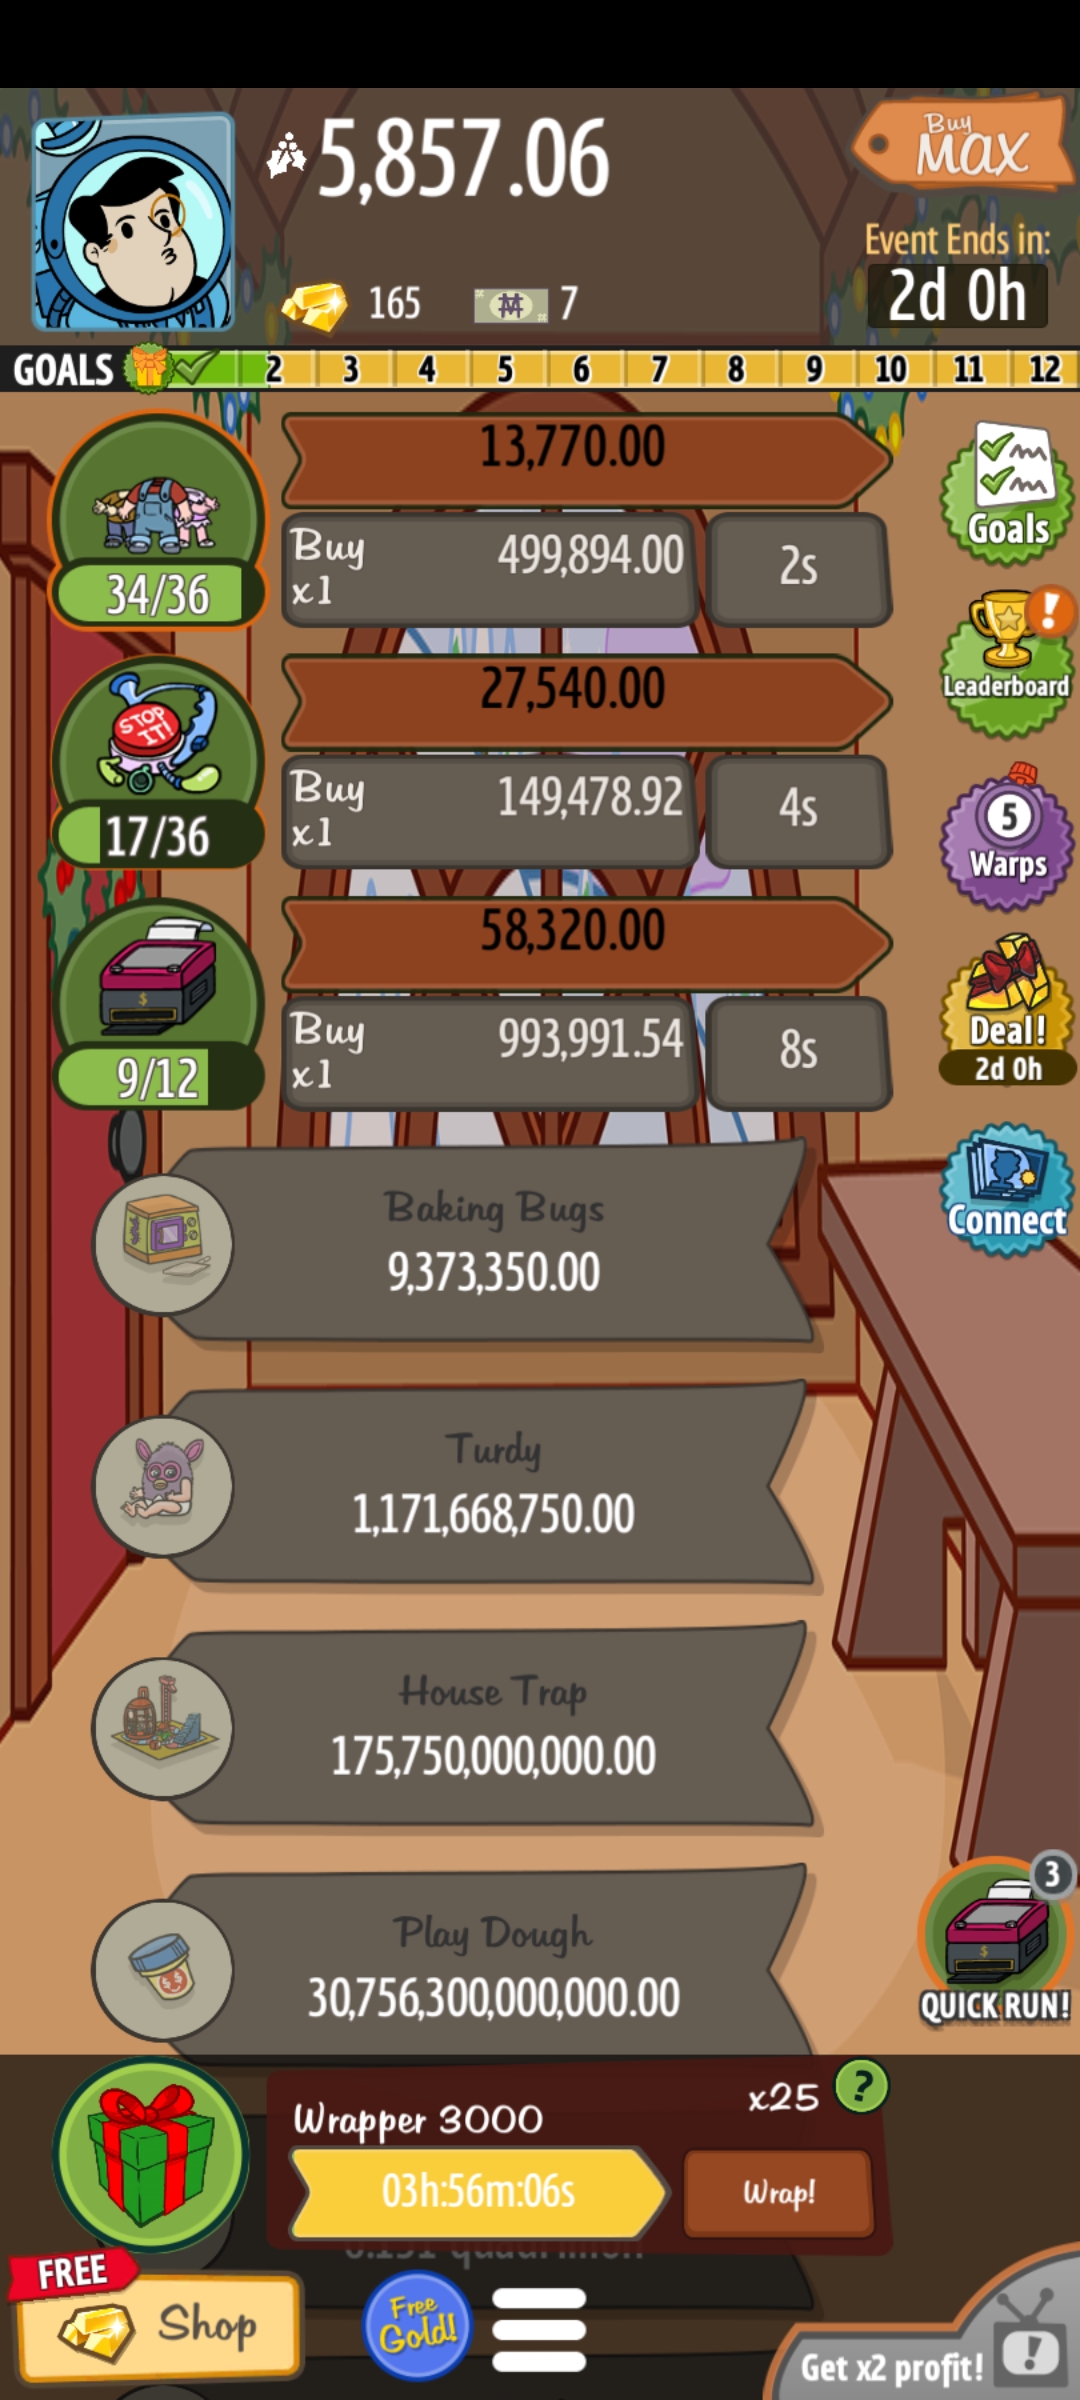 5,857.06
Buy
MAX
165
7
Event Ends in:
2d 0h
GOALS 2 3 4 5 6 7 8 9 10 11 12
13,770.00
Buy
x1
499,894.00
2s
34/36
Goals
27,540.00
STOP
IT!
Buy
x1
149,478.92
4s
17/36
Leaderboard
58,320.00
Buy
x1
993,991.54
8s
9/12
5
Warps
Deal!
2d 0h
Connect
Baking Bugs
9,373,350.00
Turdy
1,171,668,750.00
House Trap
175,750,000,000.00
Play Dough
30,756,300,000,000.00
3
QUICK RUN!
Wrapper 3000
x25
?
03h:56m:06s
Wrap!
FREE
Shop
Free
Gold!
Get x2 profit!